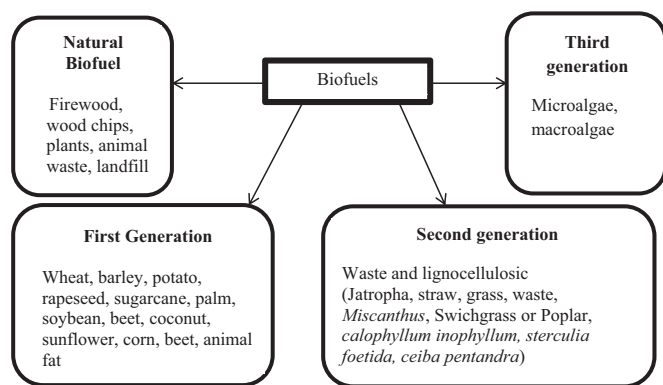 Natural
Biofuel
Firewood,
wood chips,
plants, animal
waste, landfill
Biofuels
Third
generation
Microalgae,
macroalgae
First Generation
Wheat, barley, potato,
rapeseed, sugarcane, palm,
soybean, beet, coconut,
sunflower, corn, beet, animal
fat
Second generation
Waste and lignocellulosic
(Jatropha, straw, grass, waste,
Miscanthus, Swichgrass or Poplar,
calophyllum inophyllum, sterculia
foetida, ceiba pentandra)